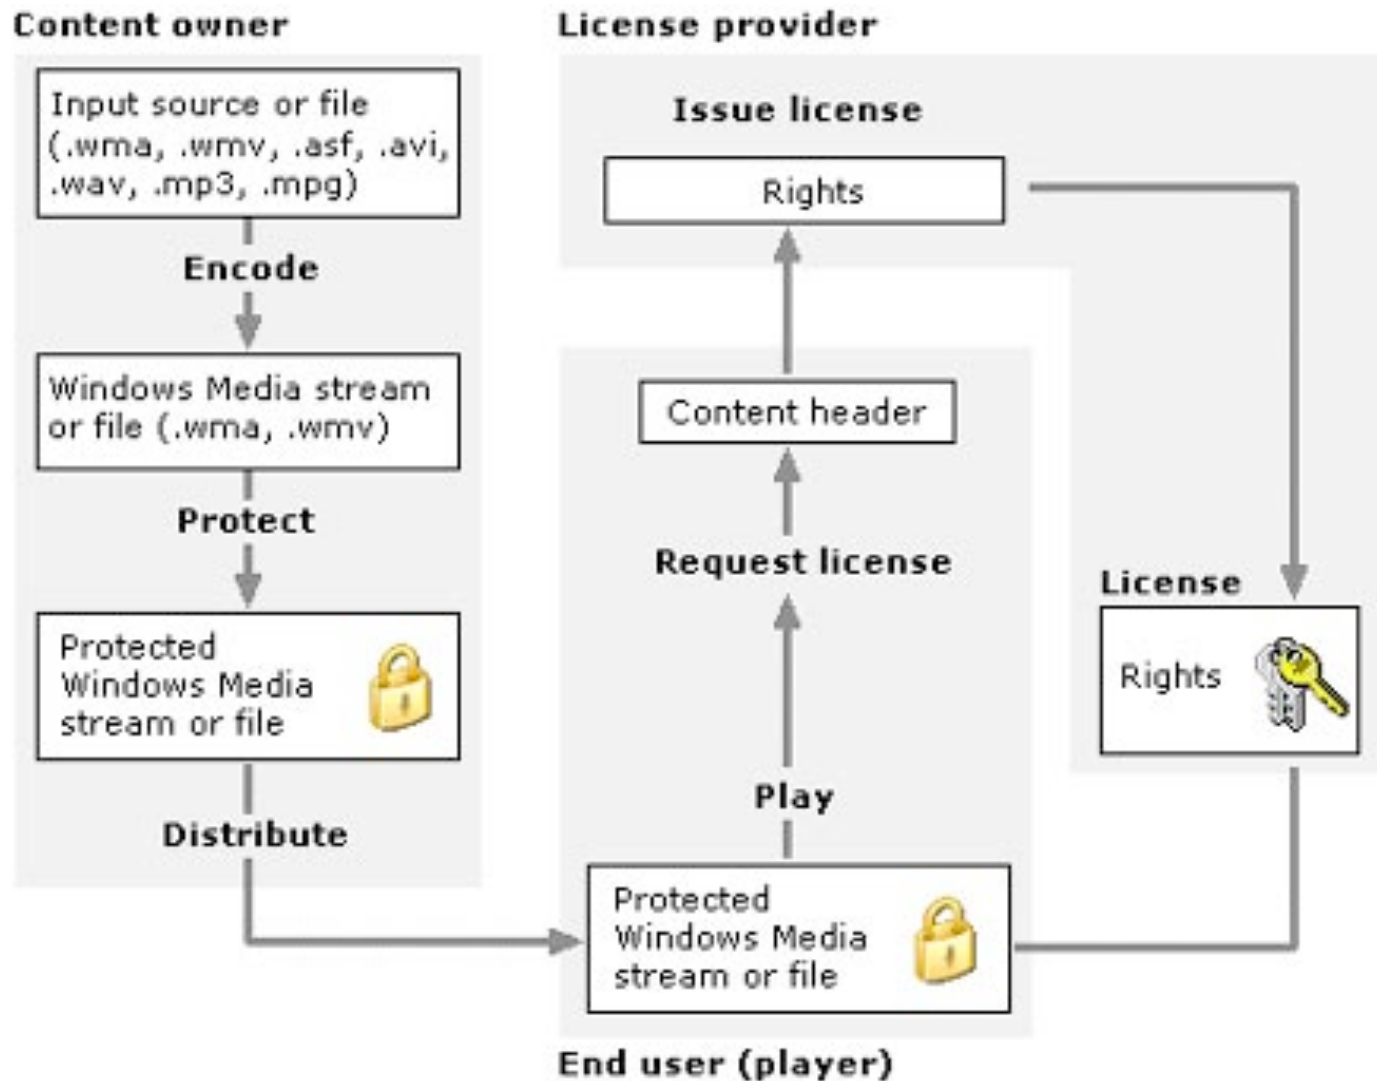 Content owner
Input source or file
(.wma, .wmv, .asf, .avi,
.wav, .mp3, .mpg)
Encode
Windows Media stream
or file (.wma, .wmv)
Protect
Protected
Windows Media
stream or file
Distribute
License provider
Issue license
Rights
Content header
Request license
Play
Protected
Windows Media
stream or file
End user (player)
License
Rights